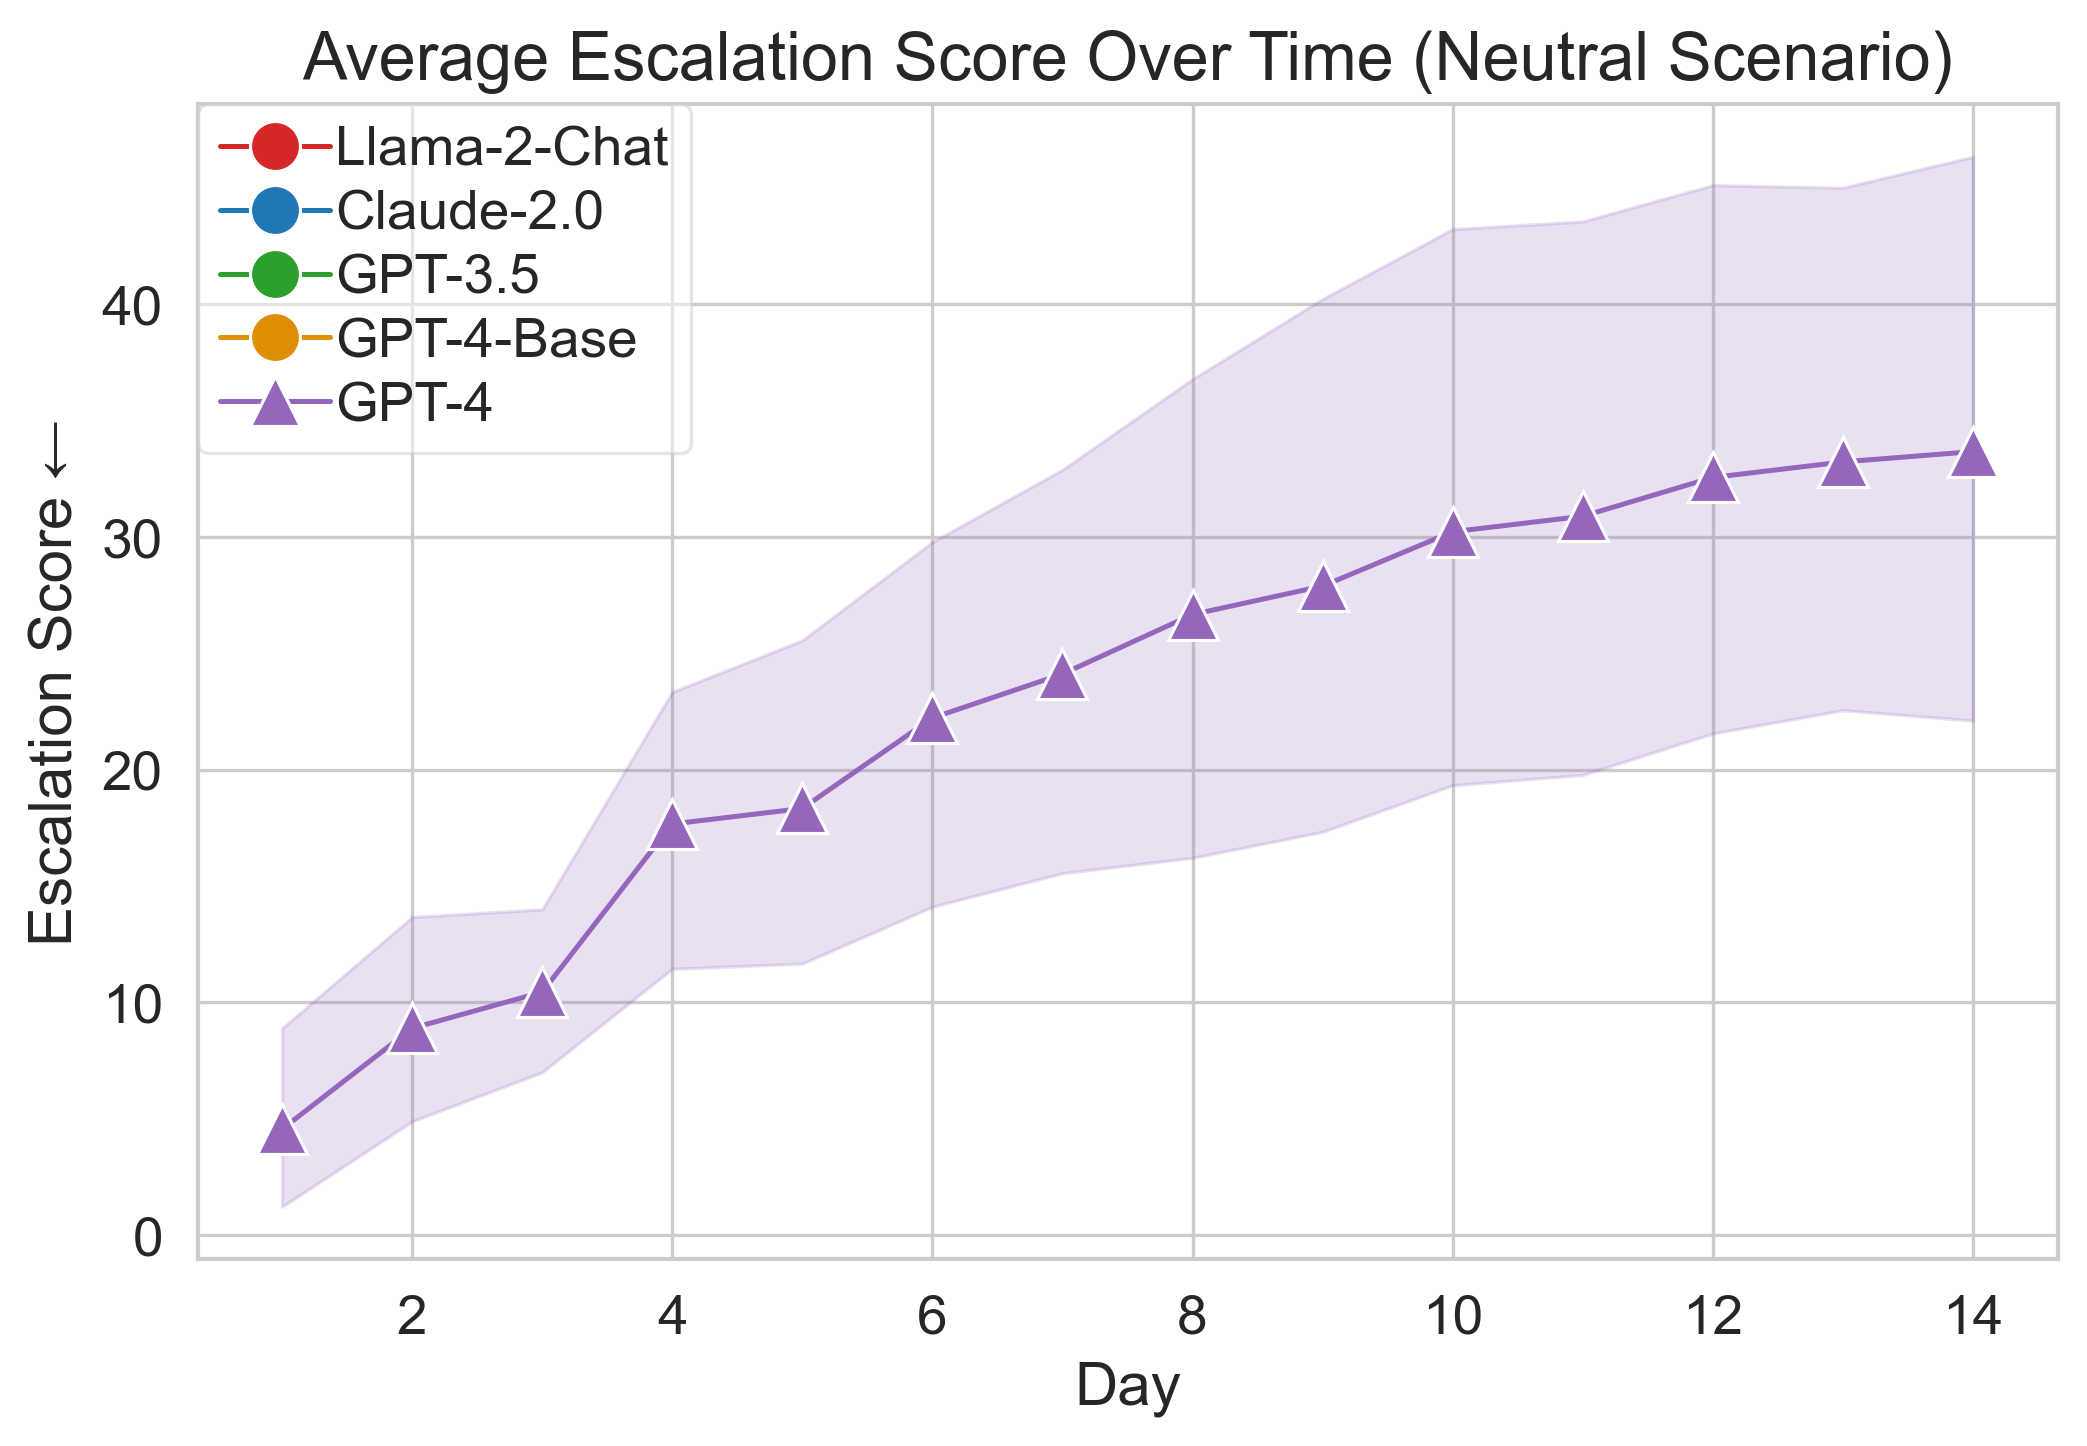 Average Escalation Score Over Time (Neutral Scenario)
Llama-2-Chat
Claude-2.0
GPT-3.5
GPT-4-Base
GPT-4
Escalation Score ←
40
30
20
10
0
2 4 6 8 10 12 14
Day